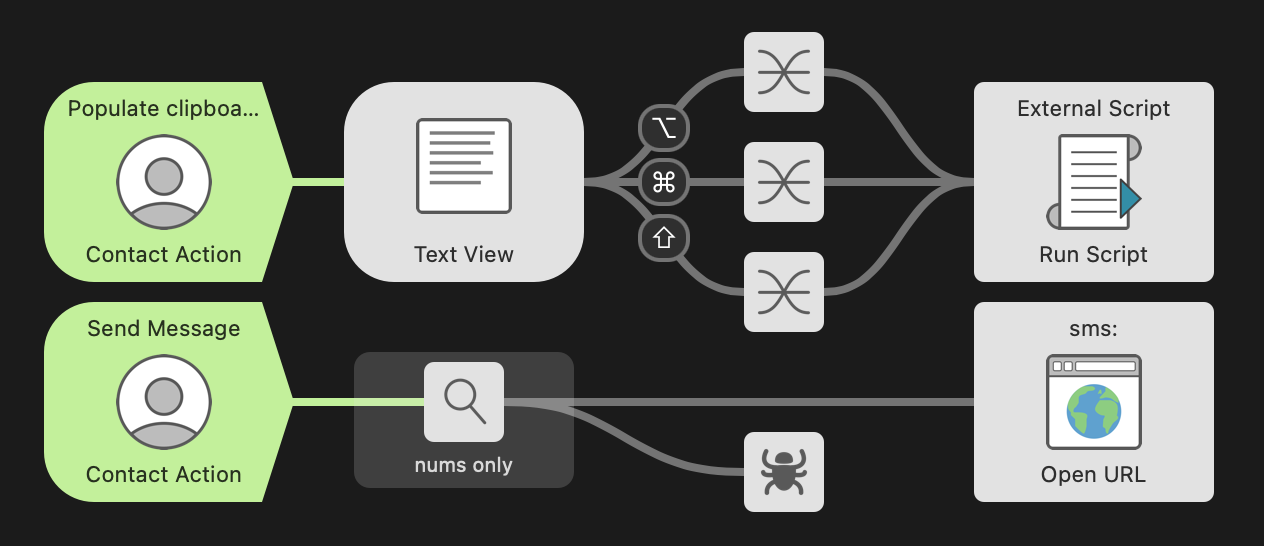 Populate clipboa...
Contact Action
Text View
⌥
⌘
⇧
External Script
Run Script
Send Message
Contact Action
nums only
sms:
Open URL